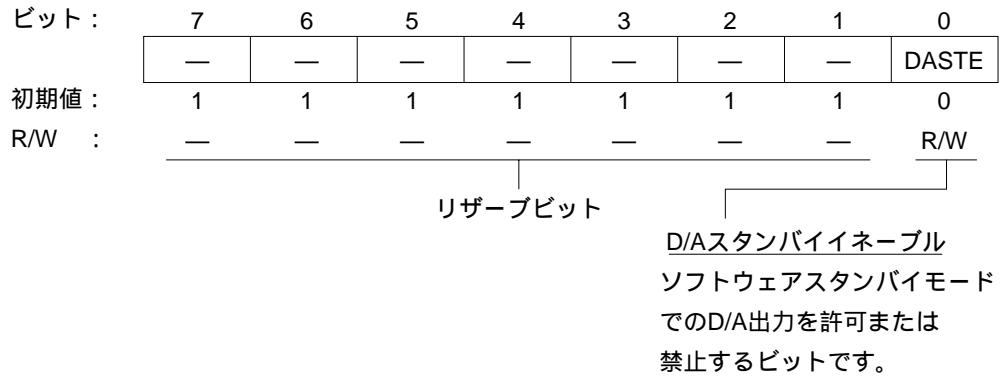 ビット： 7 6 5 4 3 2 1 0
— — — — — — — DASTE
初期値： 1 1 1 1 1 1 1 0
R/W ： — — — — — — — R/W
リザーブビット
D/Aスタンバイイネーブル
ソフトウェアスタンバイモード
でのD/A出力を許可または
禁止するビットです。